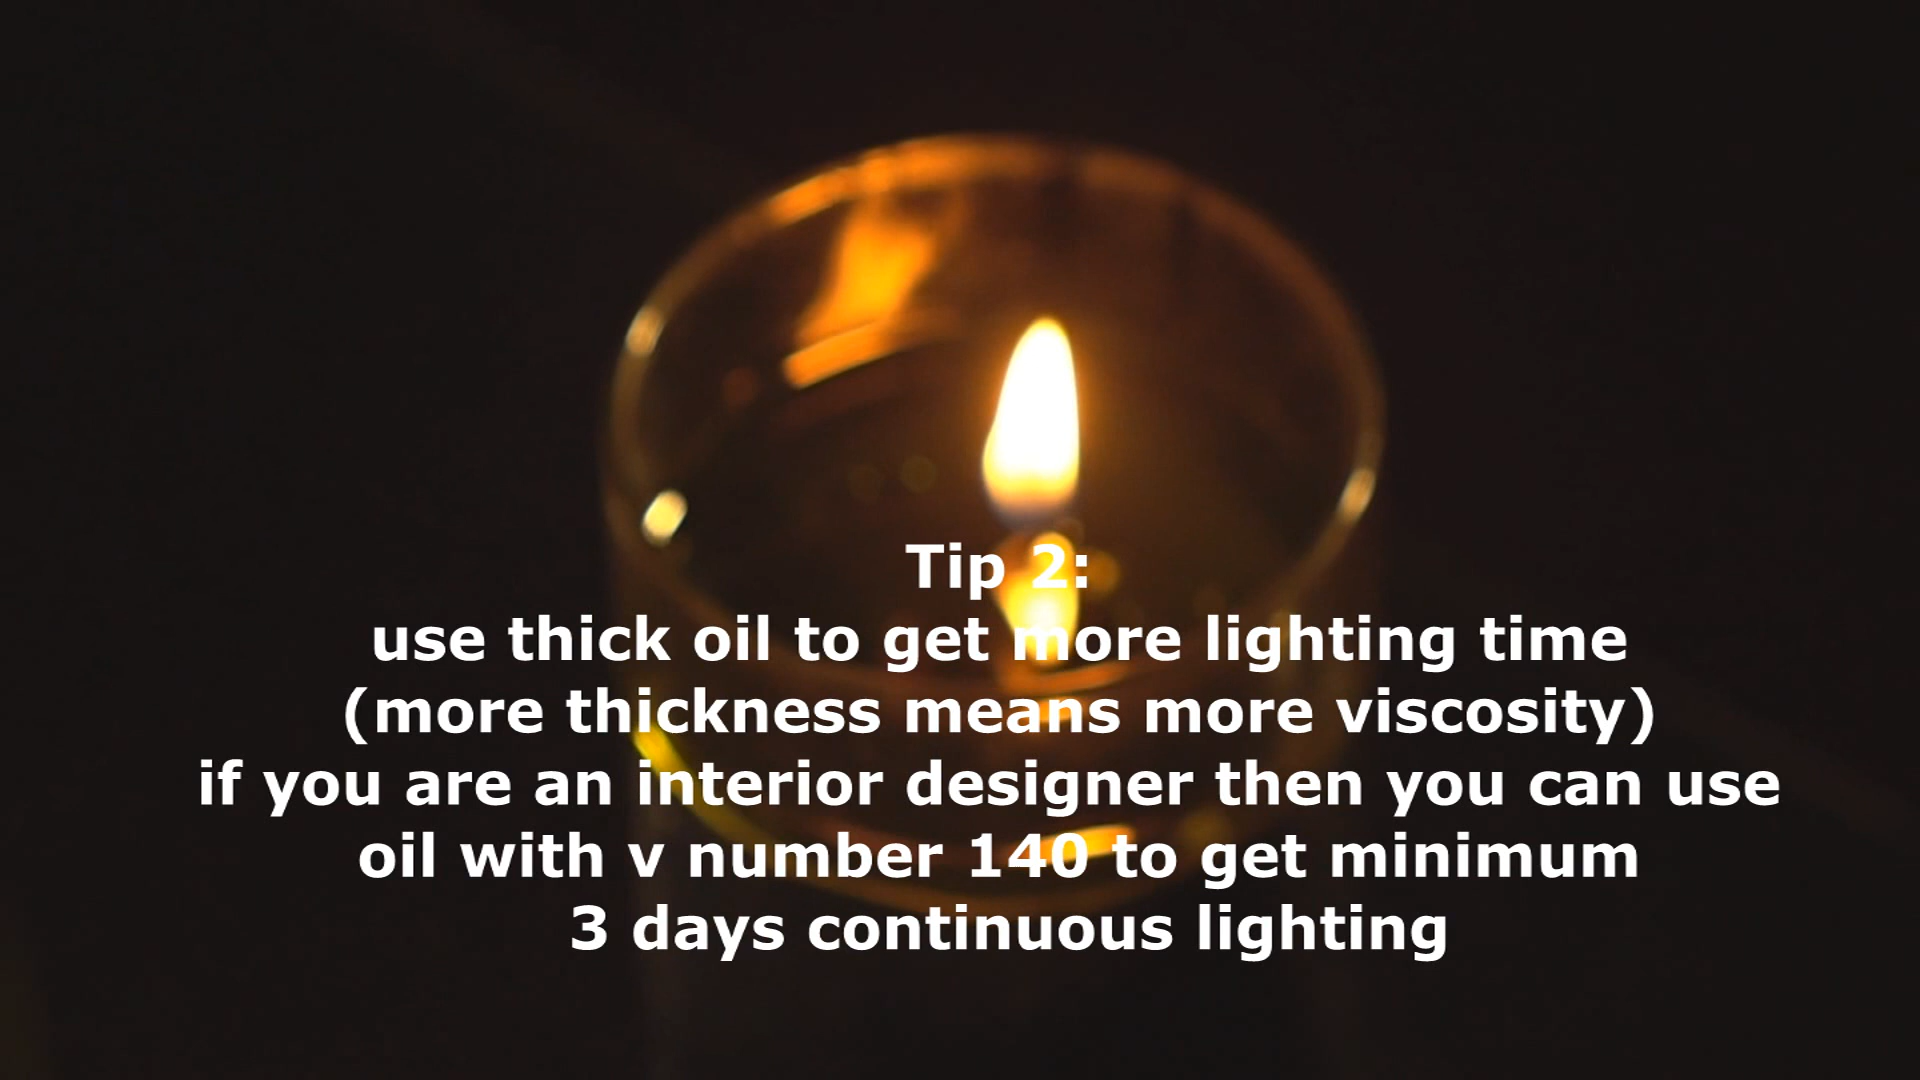 Tip 2:
use thick oil to get more lighting time
(more thickness means more viscosity)
if you are an interior designer then you can use
oil with v number 140 to get minimum
3 days continuous lighting